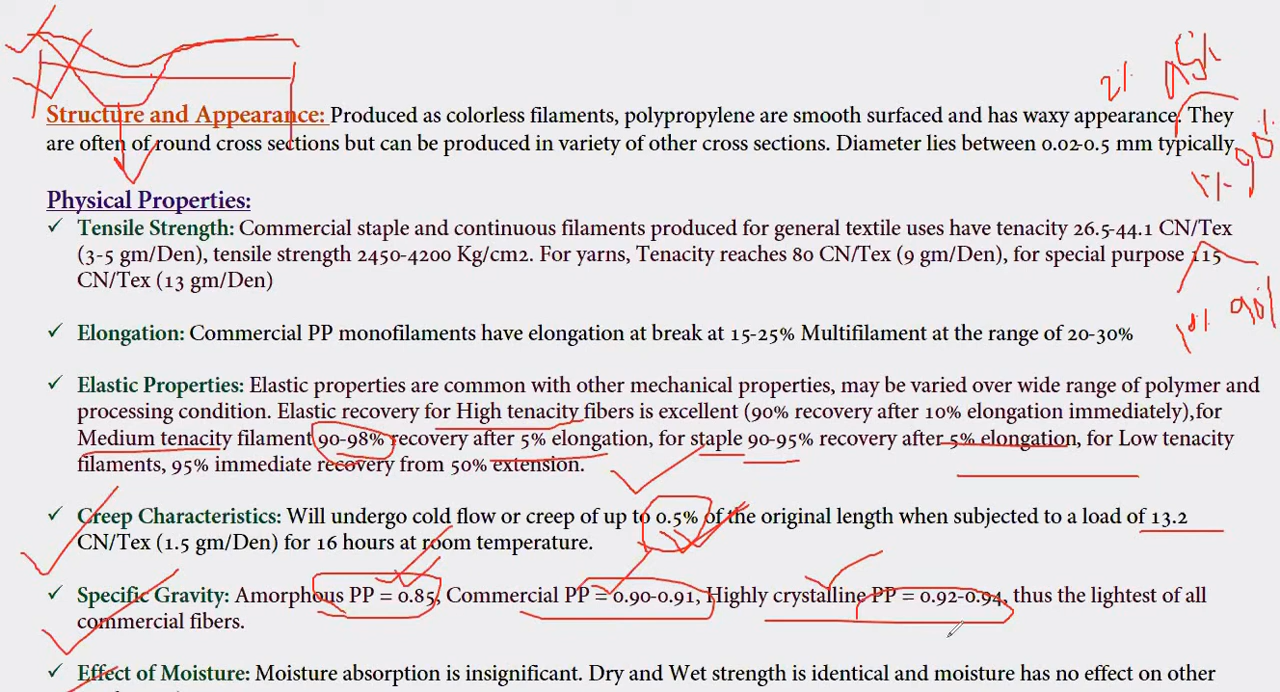 Structure and Appearance: Produced as colorless filaments, polypropylene are smooth surfaced and has waxy appearance. They
are often of round cross sections but can be produced in variety of other cross sections. Diameter lies between 0.02-0.5 mm typically
Physical Properties:
✓ Tensile Strength: Commercial staple and continuous filaments produced for general textile uses have tenacity 26.5-44.1 CN/Tex
(3-5 gm/Den), tensile strength 2450-4200 Kg/cm2. For yarns, Tenacity reaches 80 CN/Tex (9 gm/Den), for special purpose 115
CN/Tex (13 gm/Den)
✓ Elongation: Commercial PP monofilaments have elongation at break at 15-25% Multifilament at the range of 20-30%
✓ Elastic Properties: Elastic properties are common with other mechanical properties, may be varied over wide range of polymer and
processing condition. Elastic recovery for High tenacity fibers is excellent (90% recovery after 10% elongation immediately),for
Medium tenacity filament 90-98% recovery after 5% elongation, for staple 90-95% recovery after 5% elongation, for Low tenacity
filaments, 95% immediate recovery from 50% extension.
✓ Creep Characteristics: Will undergo cold flow or creep of up to 0.5% of the original length when subjected to a load of 13.2
CN/Tex (1.5 gm/Den) for 16 hours at room temperature.
✓ Specific Gravity: Amorphous PP = 0.85, Commercial PP = 0.90-0.91, Highly crystalline PP = 0.92-0.94, thus the lightest of all
commercial fibers.
✓ Effect of Moisture: Moisture absorption is insignificant. Dry and Wet strength is identical and moisture has no effect on other